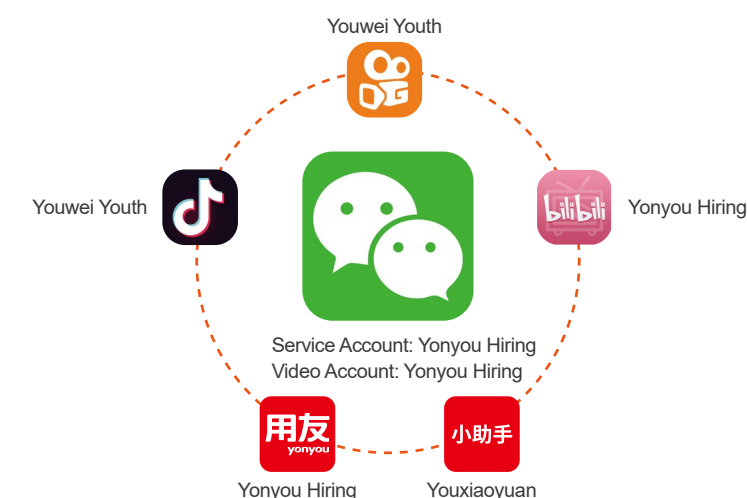 Youwei Youth
bilibili
Youwei Youth
Yonyou Hiring
Service Account: Yonyou Hiring
Video Account: Yonyou Hiring
用友
yonyou
小助手
Yonyou Hiring
Youxiaoyuan